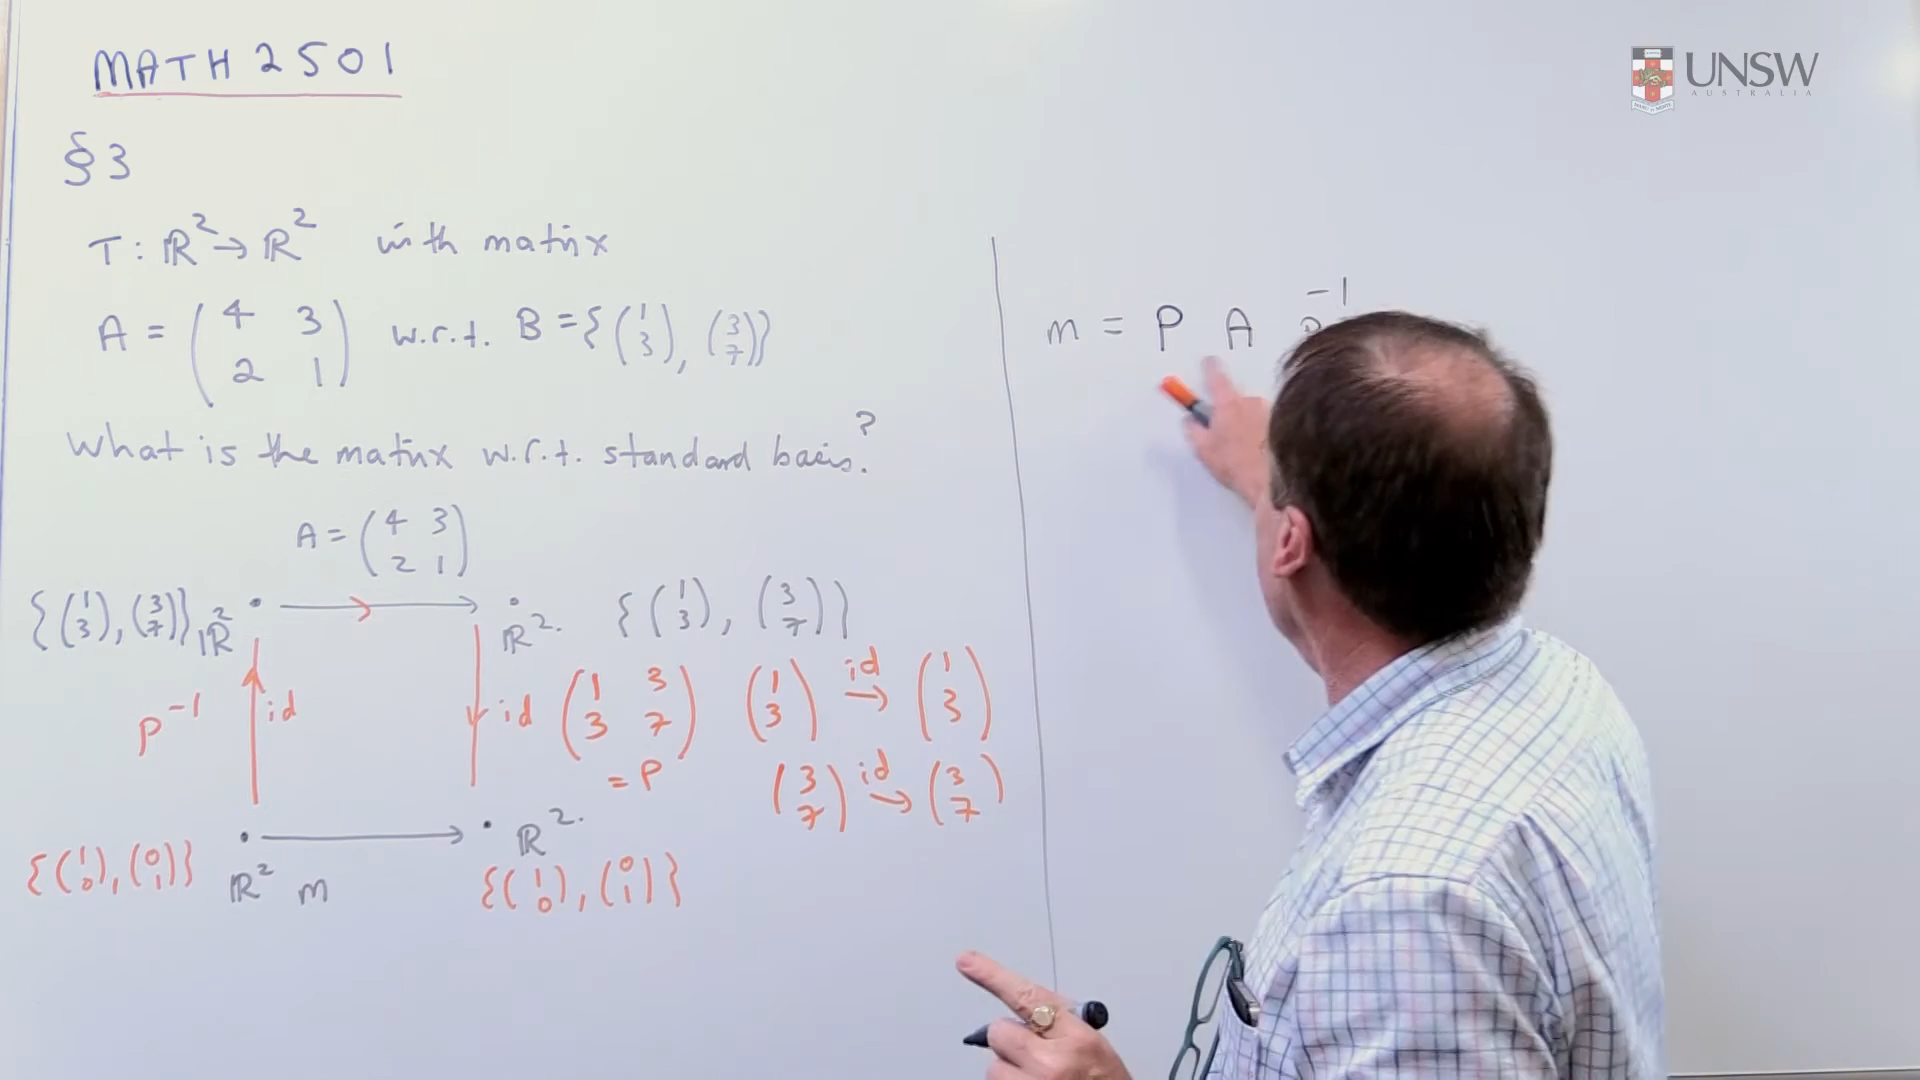 MATH2501
§3
T: ℝ² → ℝ² with matrix
A = (4 3; 2 1) w.r.t. B = {(1 3), (3 7)}
What is the matrix w.r.t. standard basis?
A = (4 3; 2 1)
{(1 3), (3 7)} ℝ² → ℝ². {(1 3), (3 7)}
P⁻¹ id id (1 3; 3 7) (1 3) id → (1 3)
= P (3 7) id → (3 7)
{(1 0), (0 1)} ℝ² m → ℝ². {(1 0), (0 1)}
m = P A P⁻¹
UNSW
AUSTRALIA